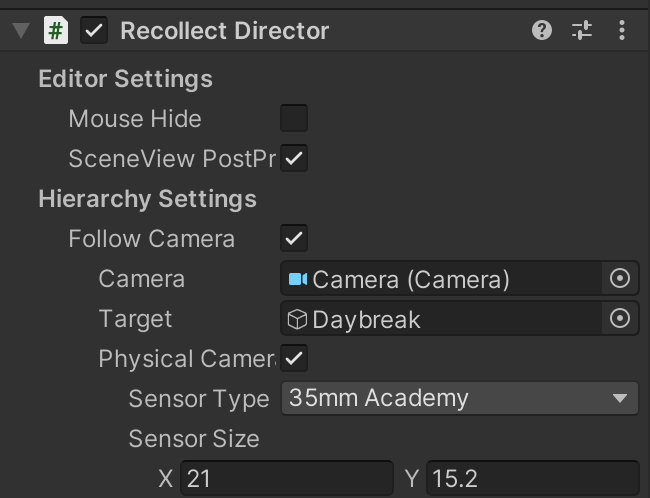 # Recollect Director
Editor Settings
Mouse Hide
SceneView PostPr
Hierarchy Settings
Follow Camera
Camera Camera (Camera)
Target Daybreak
Physical Camer
Sensor Type 35mm Academy
Sensor Size
X 21 Y 15.2